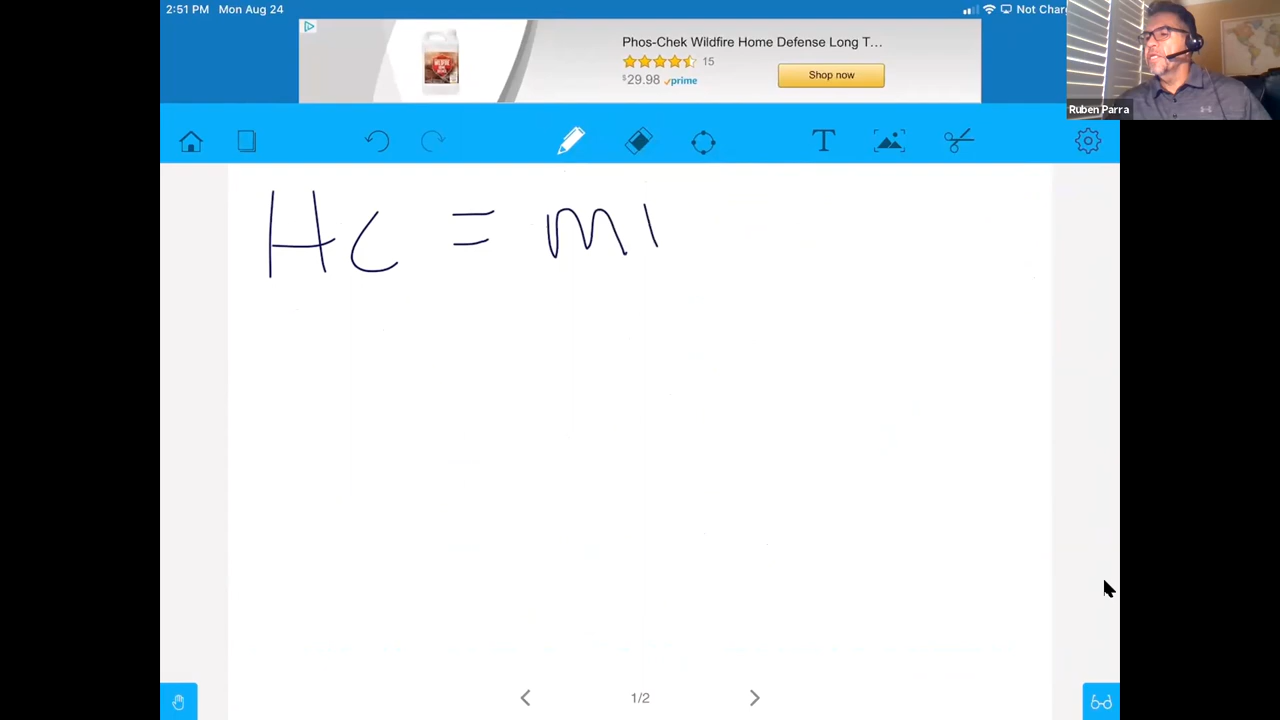 2:51 PM Mon Aug 24
Not Charg
Phos-Chek Wildfire Home Defense Long T...
15
$29.98 prime
Shop now
Ruben Parra
T
Hc = m
1/2